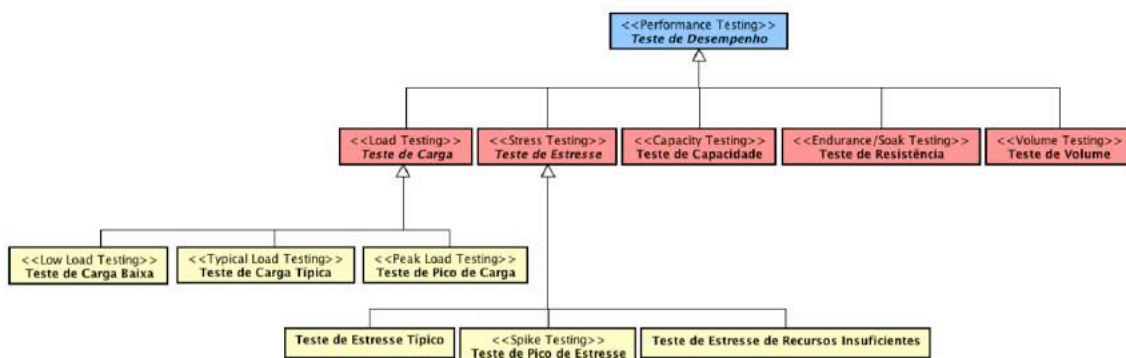 <<Performance Testing>>
Teste de Desempenho
<<Load Testing>>
Teste de Carga
<<Stress Testing>>
Teste de Estresse
<<Capacity Testing>>
Teste de Capacidade
<<Endurance/Soak Testing>>
Teste de Resistência
<<Volume Testing>>
Teste de Volume
<<Low Load Testing>>
Teste de Carga Baixa
<<Typical Load Testing>>
Teste de Carga Típica
<<Peak Load Testing>>
Teste de Pico de Carga
Teste de Estresse Típico
<<Spike Testing>>
Teste de Pico de Estresse
Teste de Estresse de Recursos Insuficientes